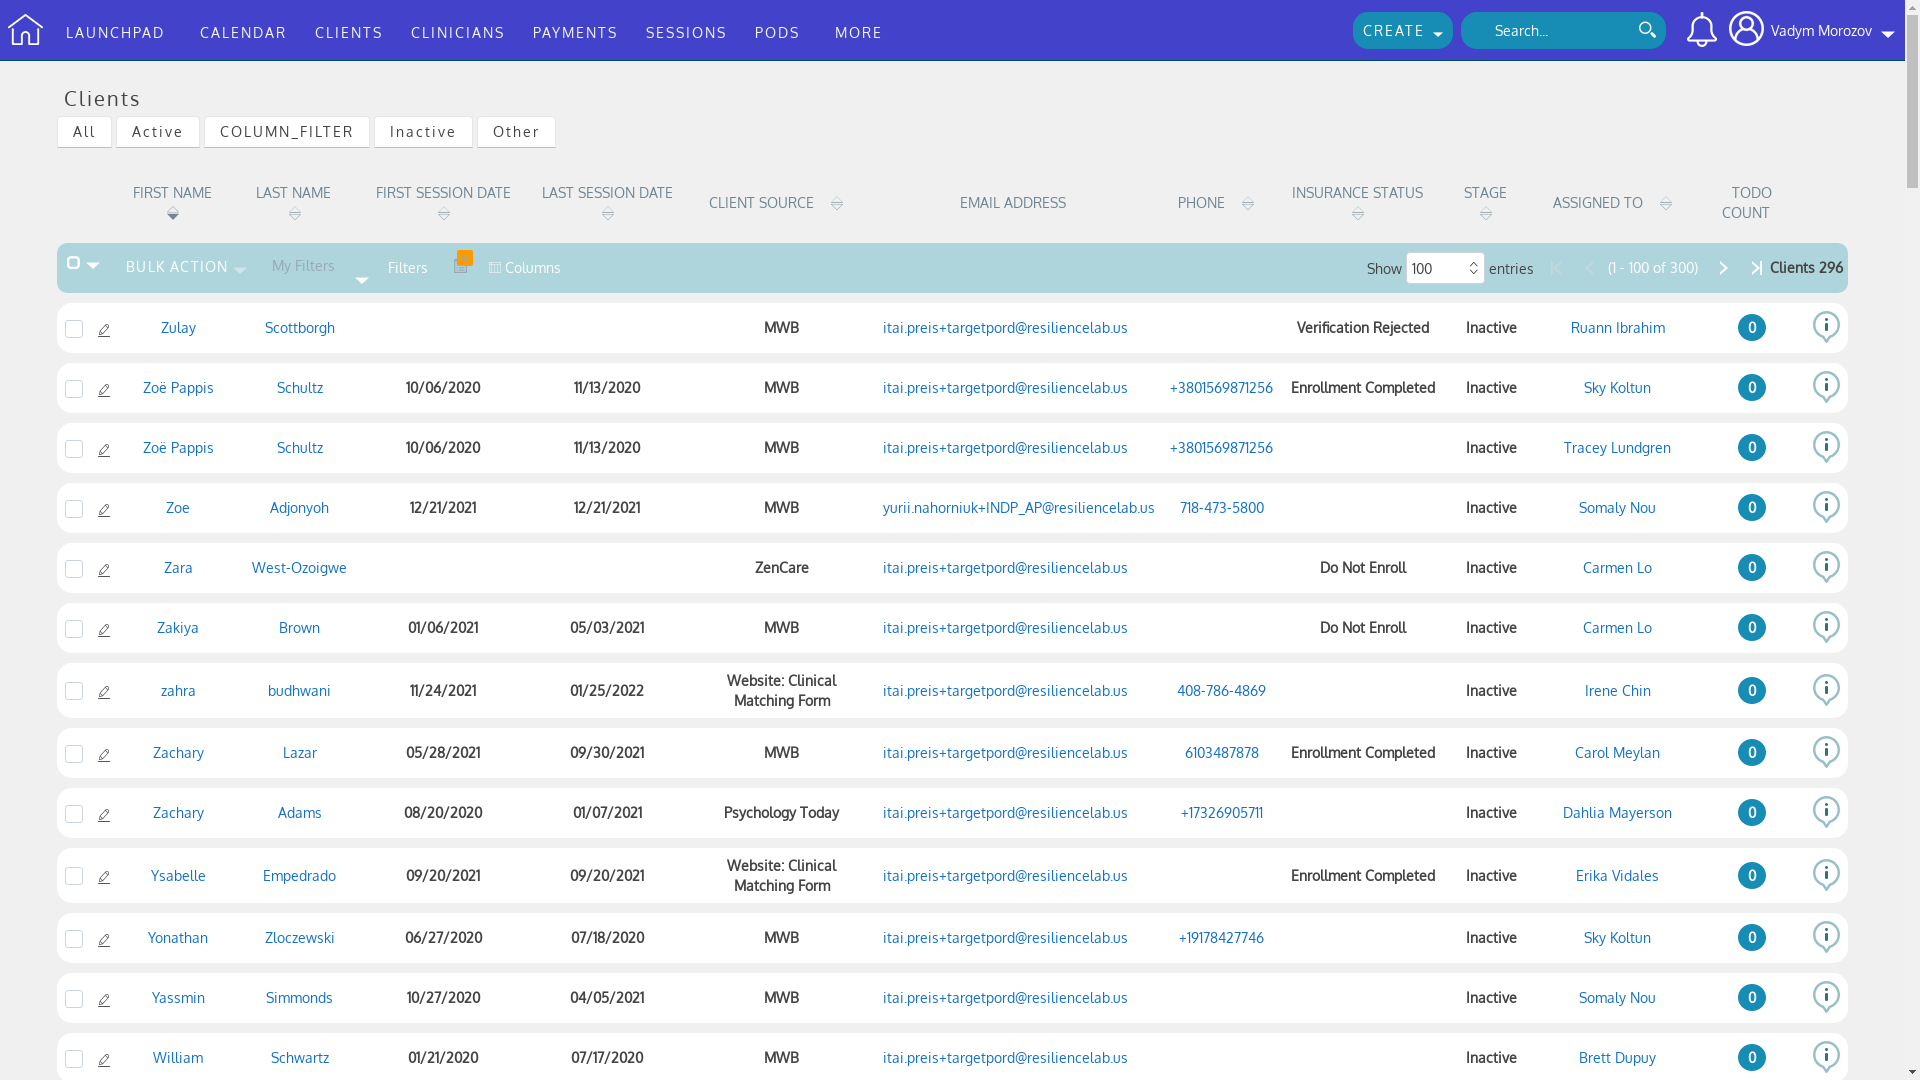 LAUNCHPAD CALENDAR CLIENTS CLINICIANS PAYMENTS SESSIONS PODS MORE CREATE Search... Vadym Morozov
Clients
All Active COLUMN_FILTER Inactive Other
FIRST NAME LAST NAME FIRST SESSION DATE LAST SESSION DATE CLIENT SOURCE EMAIL ADDRESS PHONE INSURANCE STATUS STAGE ASSIGNED TO TODO
COUNT
BULK ACTION My Filters Filters Columns Show 100 entries (1 - 100 of 300) Clients 296
Zulay Scottborgh MWB itai.preis+targetpord@resiliencelab.us Verification Rejected Inactive Ruann Ibrahim 0
Zoë Pappis Schultz 10/06/2020 11/13/2020 MWB itai.preis+targetpord@resiliencelab.us +3801569871256 Enrollment Completed Inactive Sky Koltun 0
Zoë Pappis Schultz 10/06/2020 11/13/2020 MWB itai.preis+targetpord@resiliencelab.us +3801569871256 Inactive Tracey Lundgren 0
Zoe Adjonyoh 12/21/2021 12/21/2021 MWB yurii.nahorniuk+INDP_AP@resiliencelab.us 718-473-5800 Inactive Somaly Nou 0
Zara West-Ozoigwe ZenCare itai.preis+targetpord@resiliencelab.us Do Not Enroll Inactive Carmen Lo 0
Zakiya Brown 01/06/2021 05/03/2021 MWB itai.preis+targetpord@resiliencelab.us Do Not Enroll Inactive Carmen Lo 0
zahra budhwani 11/24/2021 01/25/2022 Website: Clinical
Matching Form itai.preis+targetpord@resiliencelab.us 408-786-4869 Inactive Irene Chin 0
Zachary Lazar 05/28/2021 09/30/2021 MWB itai.preis+targetpord@resiliencelab.us 6103487878 Enrollment Completed Inactive Carol Meylan 0
Zachary Adams 08/20/2020 01/07/2021 Psychology Today itai.preis+targetpord@resiliencelab.us +17326905711 Inactive Dahlia Mayerson 0
Ysabelle Empedrado 09/20/2021 09/20/2021 Website: Clinical
Matching Form itai.preis+targetpord@resiliencelab.us Enrollment Completed Inactive Erika Vidales 0
Yonathan Zloczewski 06/27/2020 07/18/2020 MWB itai.preis+targetpord@resiliencelab.us +19178427746 Inactive Sky Koltun 0
Yassmin Simmonds 10/27/2020 04/05/2021 MWB itai.preis+targetpord@resiliencelab.us Inactive Somaly Nou 0
William Schwartz 01/21/2020 07/17/2020 MWB itai.preis+targetpord@resiliencelab.us Inactive Brett Dupuy 0